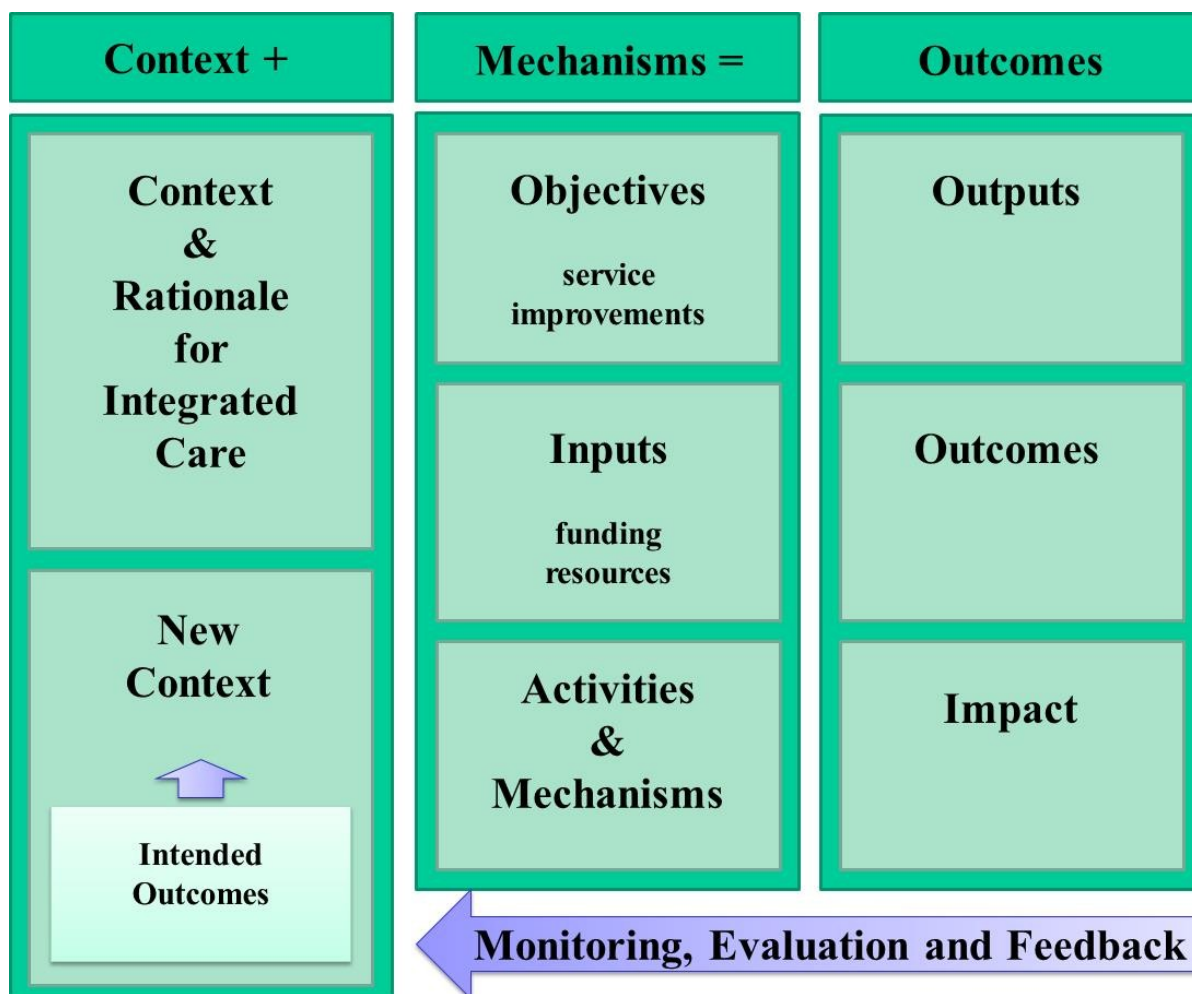 Context +
Context
&
Rationale
for
Integrated
Care
New
Context
Intended
Outcomes
Mechanisms =
Objectives
service
improvements
Inputs
funding
resources
Activities
&
Mechanisms
Outcomes
Outputs
Outcomes
Impact
Monitoring, Evaluation and Feedback